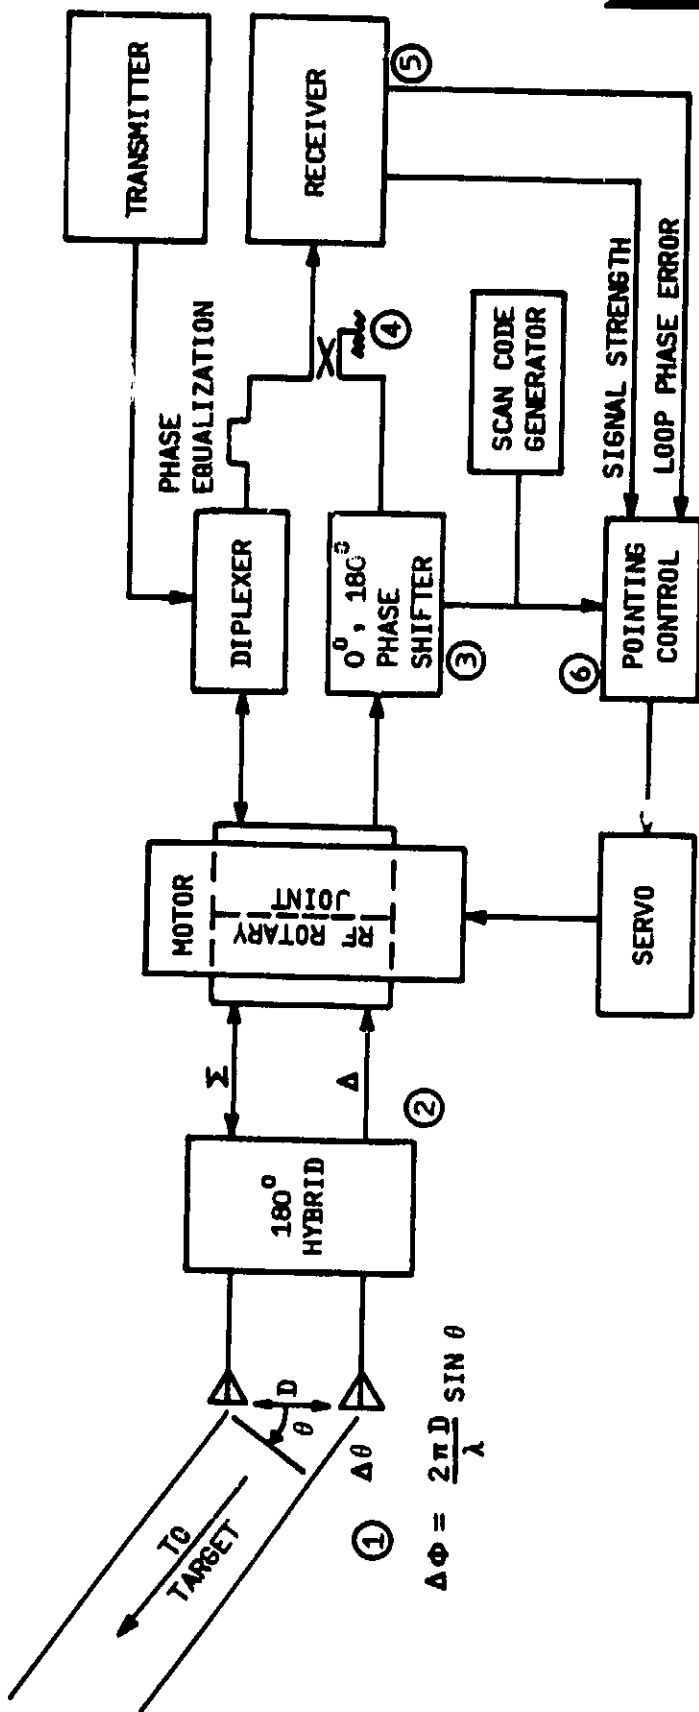 TRANSMITTER
RECEIVER
⑤
PHASE
EQUALIZATION
④
DIPLEXER
0°, 180°
PHASE
SHIFTER
③
SCAN CODE
GENERATOR
SIGNAL STRENGTH
LOOP PHASE ERROR
POINTING
CONTROL
⑥
MOTOR
RF ROTARY
JOINT
SERVO
Σ
Δ
②
180°
HYBRID
D
θ
Δθ
TO
TARGET
①
ΔΦ = 2πD/λ SIN θ